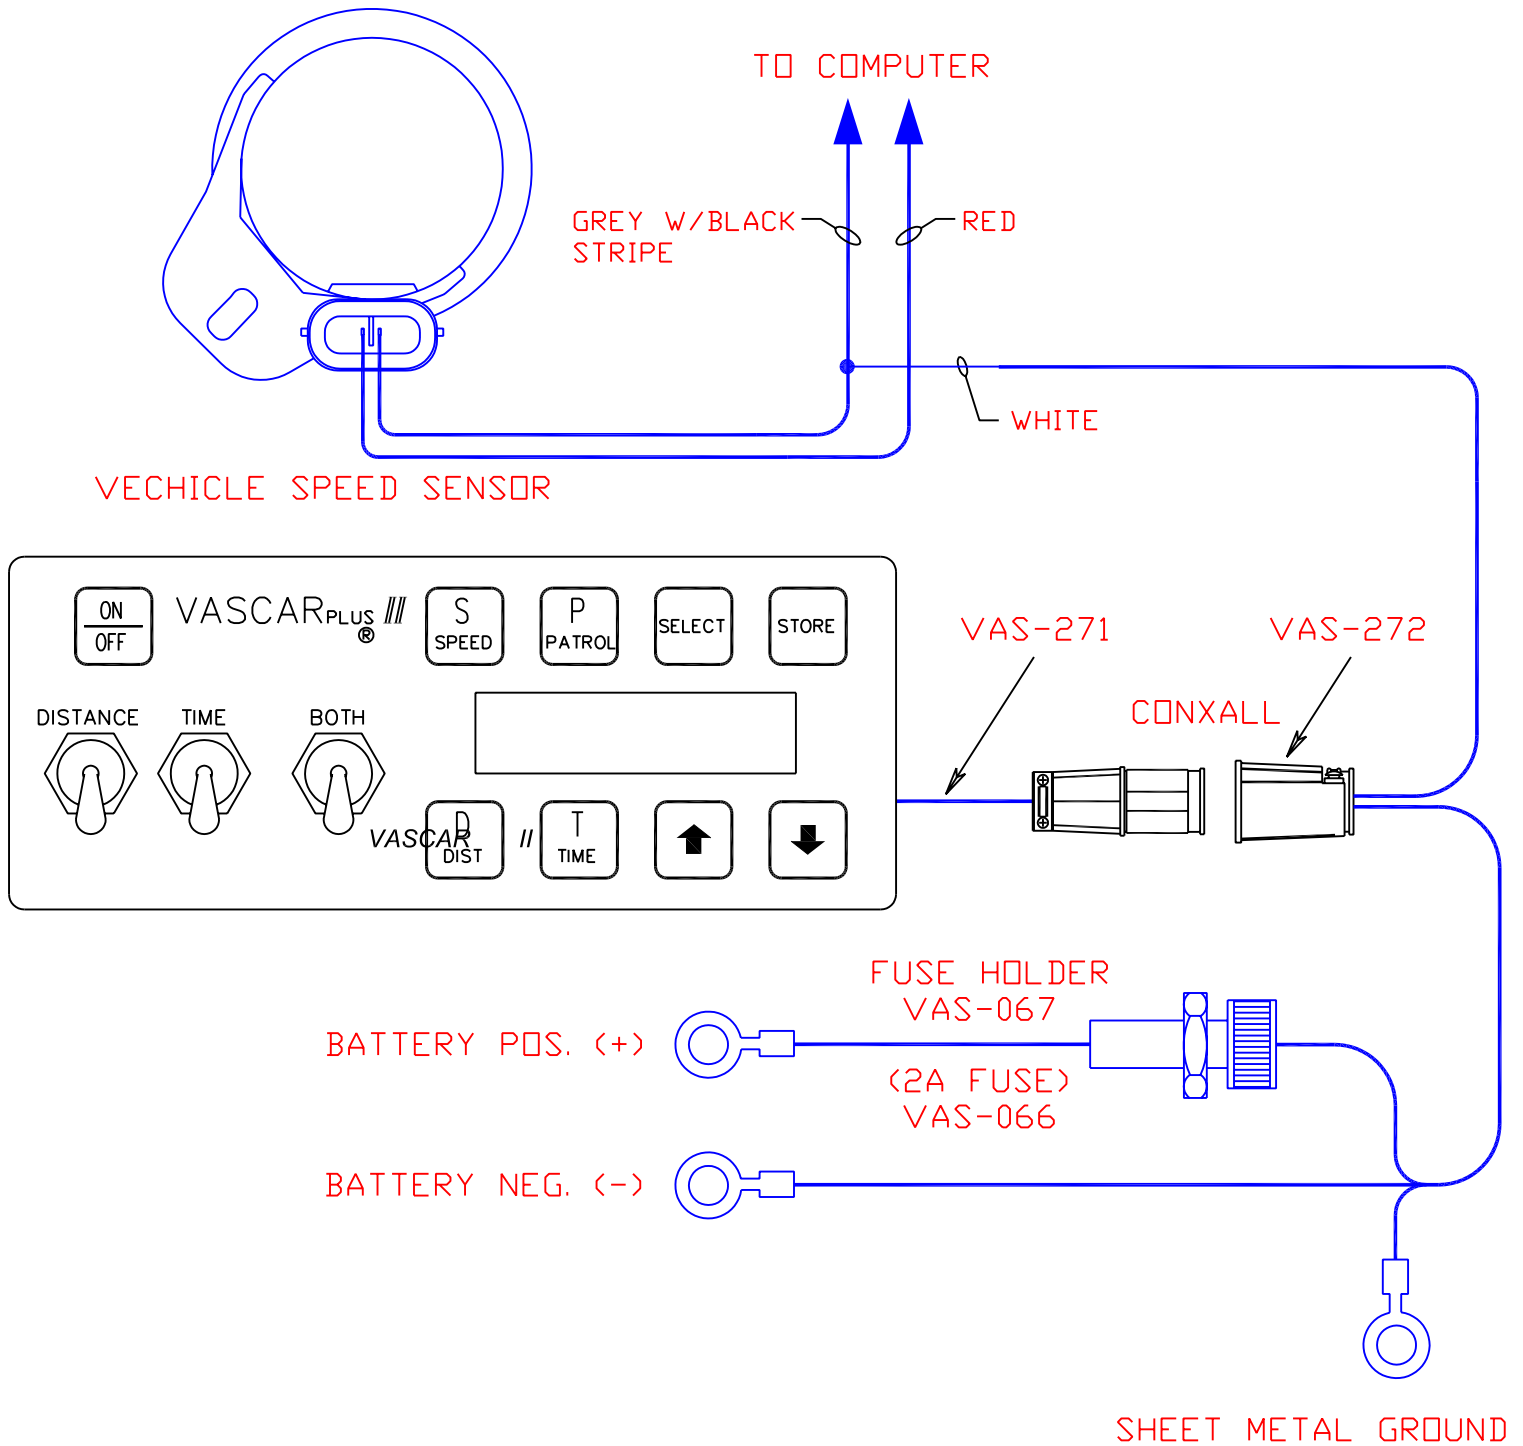 TO COMPUTER
GREY W/BLACK
STRIPE
RED
WHITE
VECHICLE SPEED SENSOR
ON
OFF
VASCAR PLUS III
®
S
SPEED
P
PATROL
SELECT
STORE
DISTANCE
TIME
BOTH
VASCAR II
D
DIST
T
TIME
VAS-271
VAS-272
CONXALL
FUSE HOLDER
VAS-067
BATTERY POS. (+)
(2A FUSE)
VAS-066
BATTERY NEG. (-)
SHEET METAL GROUND